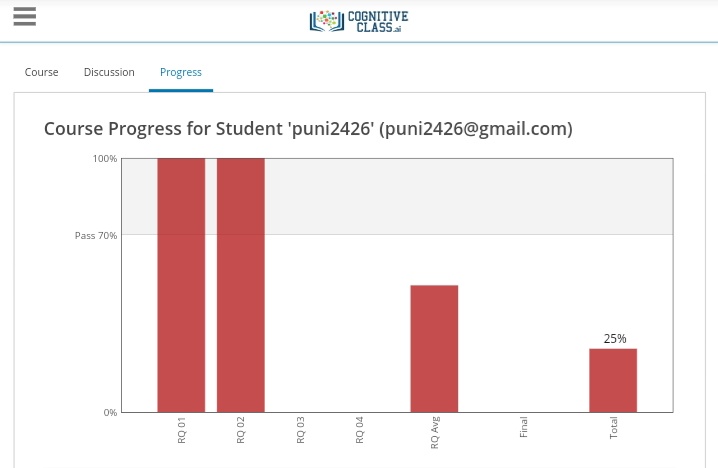 COGNITIVE
CLASS.ai
Course Discussion Progress
Course Progress for Student 'puni2426' (puni2426@gmail.com)
100%
Pass 70%
25%
0%
RQ 01 RQ 02 RQ 03 RQ 04 RQ Avg Final Total